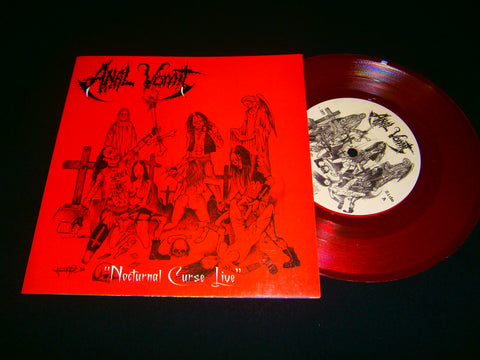 Anal Vomit
"Nocturnal Curse Live"
Anal Vomit